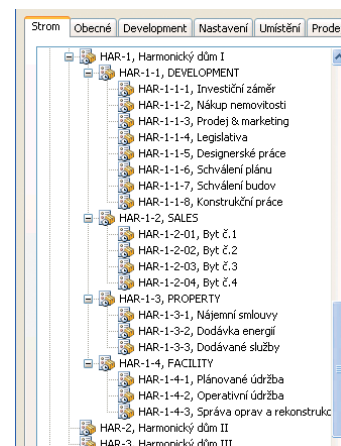 Strom Obecné Development Nastavení Umístění Prode
HAR-1, Harmonický dům I
HAR-1-1, DEVELOPMENT
HAR-1-1-1, Investiční záměr
HAR-1-1-2, Nákup nemovitosti
HAR-1-1-3, Prodej & marketing
HAR-1-1-4, Legislativa
HAR-1-1-5, Designerské práce
HAR-1-1-6, Schválení plánu
HAR-1-1-7, Schválení budov
HAR-1-1-8, Konstrukční práce
HAR-1-2, SALES
HAR-1-2-01, Byt č.1
HAR-1-2-02, Byt č.2
HAR-1-2-03, Byt č.3
HAR-1-2-04, Byt č.4
HAR-1-3, PROPERTY
HAR-1-3-1, Nájemní smlouvy
HAR-1-3-2, Dodávka energií
HAR-1-3-3, Dodávané služby
HAR-1-4, FACILITY
HAR-1-4-1, Plánované údržba
HAR-1-4-2, Operativní údržba
HAR-1-4-3, Správa oprav a rekonstrukc
HAR-2, Harmonický dům II
HAR-3, Harmonický dům III